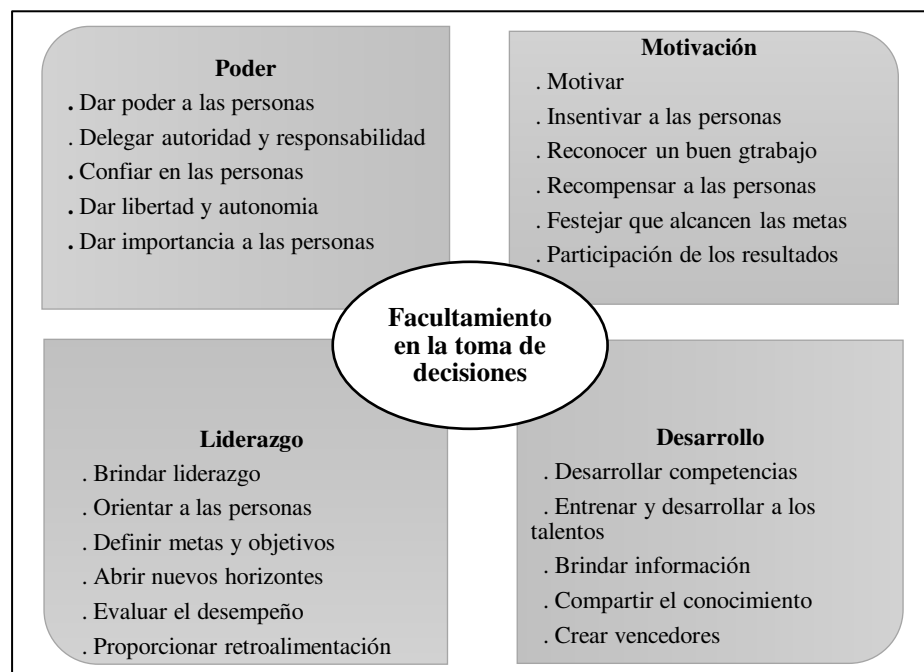 Poder
. Dar poder a las personas
. Delegar autoridad y responsabilidad
. Confiar en las personas
. Dar libertad y autonomia
. Dar importancia a las personas
Motivación
. Motivar
. Insentivar a las personas
. Reconocer un buen gtrabajo
. Recompensar a las personas
. Festejar que alcancen las metas
. Participación de los resultados
Facultamiento
en la toma de
decisiones
Liderazgo
. Brindar liderazgo
. Orientar a las personas
. Definir metas y objetivos
. Abrir nuevos horizontes
. Evaluar el desempeño
. Proporcionar retroalimentación
Desarrollo
. Desarrollar competencias
. Entrenar y desarrollar a los
talentos
. Brindar información
. Compartir el conocimiento
. Crear vencedores